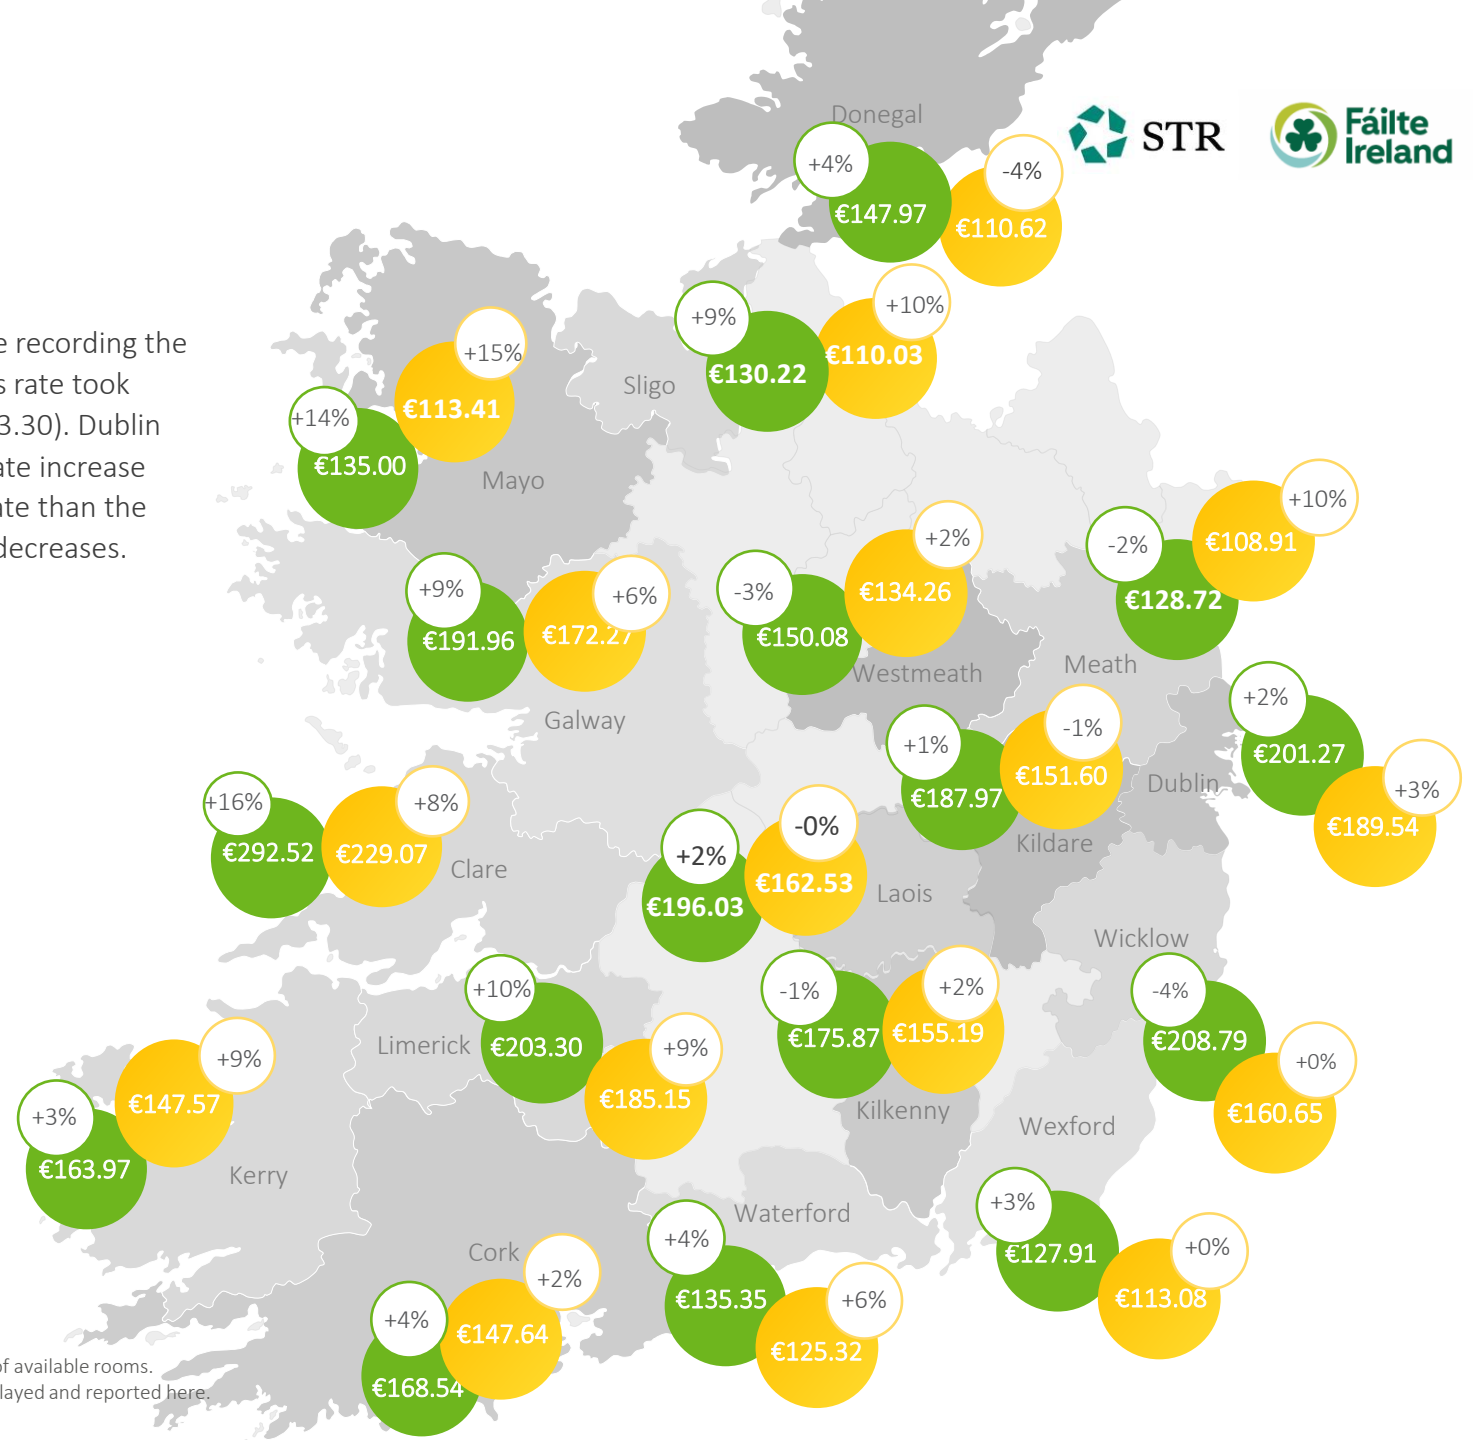 Donegal
STR
Fáilte
Ireland
+4%
-4%
€147.97
€110.62
+9%
+10%
€130.22
€110.03
Sligo
e recording the
s rate took
3.30). Dublin
ate increase
ate than the
decreases.
+15%
€113.41
+14%
€135.00
Mayo
+10%
€108.91
-2%
€128.72
Meath
+2%
€134.26
-3%
€150.08
Westmeath
+9%
€191.96
+6%
€172.27
Galway
+2%
€201.27
+3%
€189.54
Dublin
+1%
€187.97
-1%
€151.60
Kildare
+16%
€292.52
+8%
€229.07
Clare
+2%
€196.03
-0%
€162.53
Laois
Wicklow
-4%
€208.79
+0%
€160.65
+10%
€203.30
Limerick
+9%
€185.15
-1%
€175.87
+2%
€155.19
Kilkenny
+9%
€147.57
+3%
€163.97
Kerry
Wexford
+3%
€127.91
+0%
€113.08
Waterford
+4%
€135.35
+6%
€125.32
Cork
+2%
€147.64
+4%
€168.54
of available rooms.
layed and reported here.